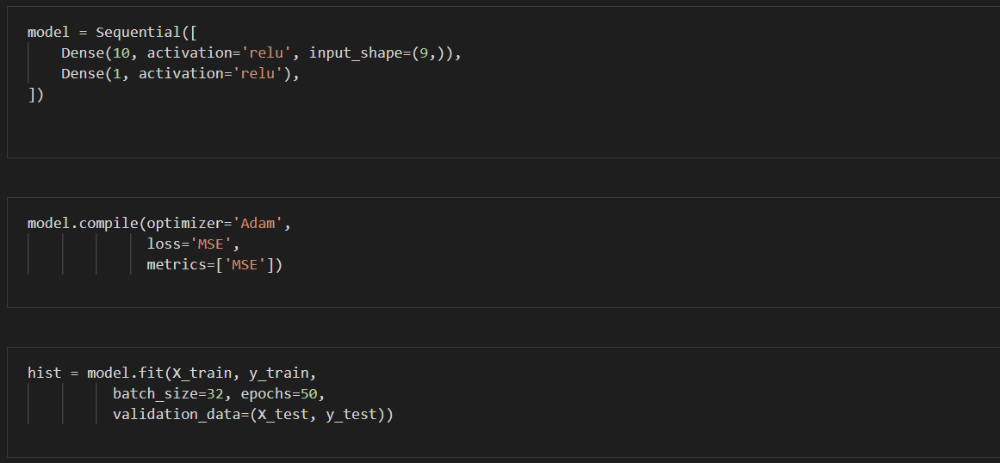 model = Sequential([
    Dense(10, activation='relu', input_shape=(9,)),
    Dense(1, activation='relu'),
])
model.compile(optimizer='Adam',
              loss='MSE',
              metrics=['MSE'])
hist = model.fit(X_train, y_train,
          batch_size=32, epochs=50,
          validation_data=(X_test, y_test))